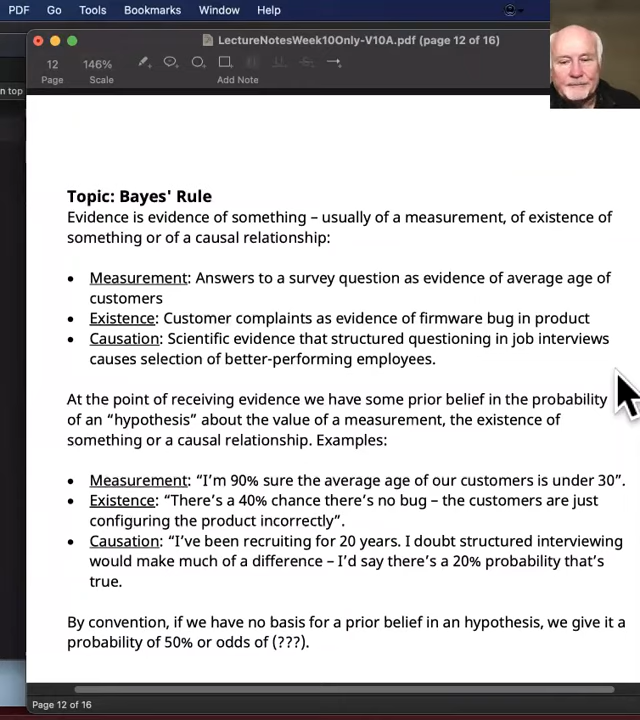 PDF Go Tools Bookmarks Window Help
LectureNotesWeek10Only-V10A.pdf (page 12 of 16)
12 146%
Page Scale Add Note
n top
Topic: Bayes' Rule
Evidence is evidence of something – usually of a measurement, of existence of
something or of a causal relationship:
• Measurement: Answers to a survey question as evidence of average age of
customers
• Existence: Customer complaints as evidence of firmware bug in product
• Causation: Scientific evidence that structured questioning in job interviews
causes selection of better-performing employees.
At the point of receiving evidence we have some prior belief in the probability
of an “hypothesis” about the value of a measurement, the existence of
something or a causal relationship. Examples:
• Measurement: “I’m 90% sure the average age of our customers is under 30”.
• Existence: “There’s a 40% chance there’s no bug – the customers are just
configuring the product incorrectly”.
• Causation: “I’ve been recruiting for 20 years. I doubt structured interviewing
would make much of a difference – I’d say there’s a 20% probability that’s
true.
By convention, if we have no basis for a prior belief in an hypothesis, we give it a
probability of 50% or odds of (???).
Page 12 of 16